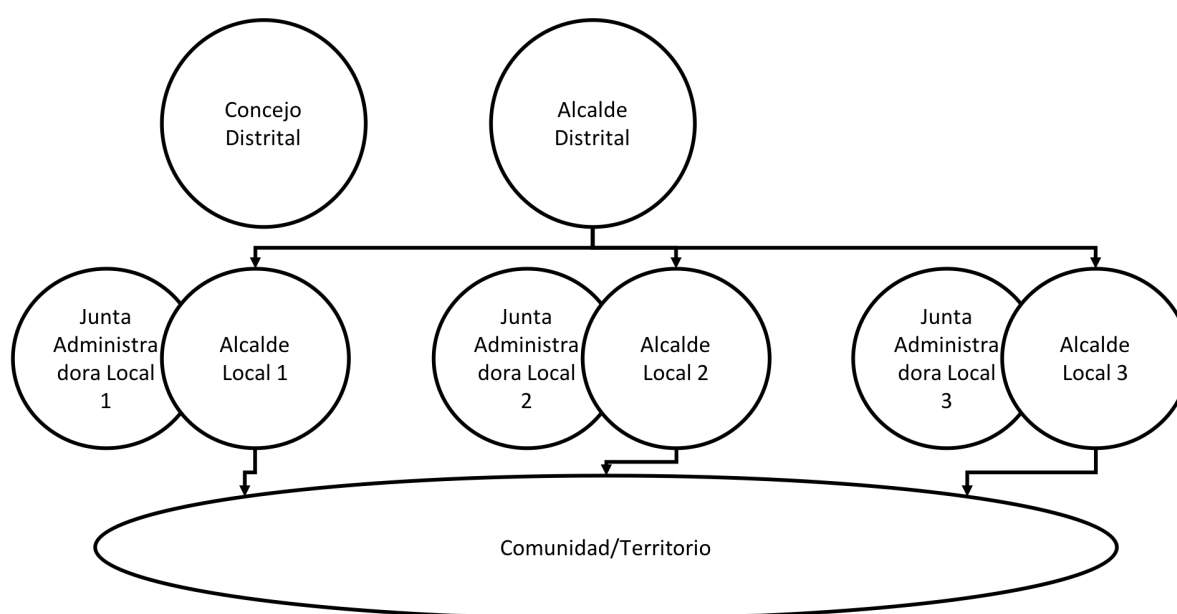 Concejo
Distrital
Alcalde
Distrital
Junta
Administra
dora Local
1
Alcalde
Local 1
Junta
Administra
dora Local
2
Alcalde
Local 2
Junta
Administra
dora Local
3
Alcalde
Local 3
Comunidad/Territorio